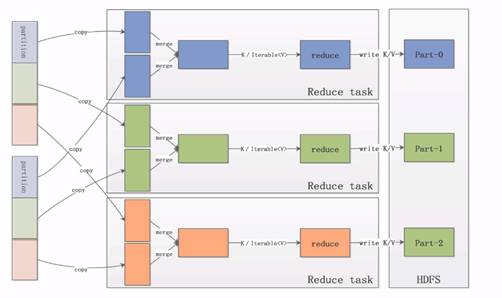 partition
partition
copy
copy
copy
copy
copy
copy
merge
merge
K/Iterable(V)
reduce
write K/V
Part-0
Reduce task
merge
merge
K/Iterable(V)
reduce
write K/V
Part-1
Reduce task
merge
merge
K/Iterable(V)
reduce
write K/V
Part-2
Reduce task
HDFS